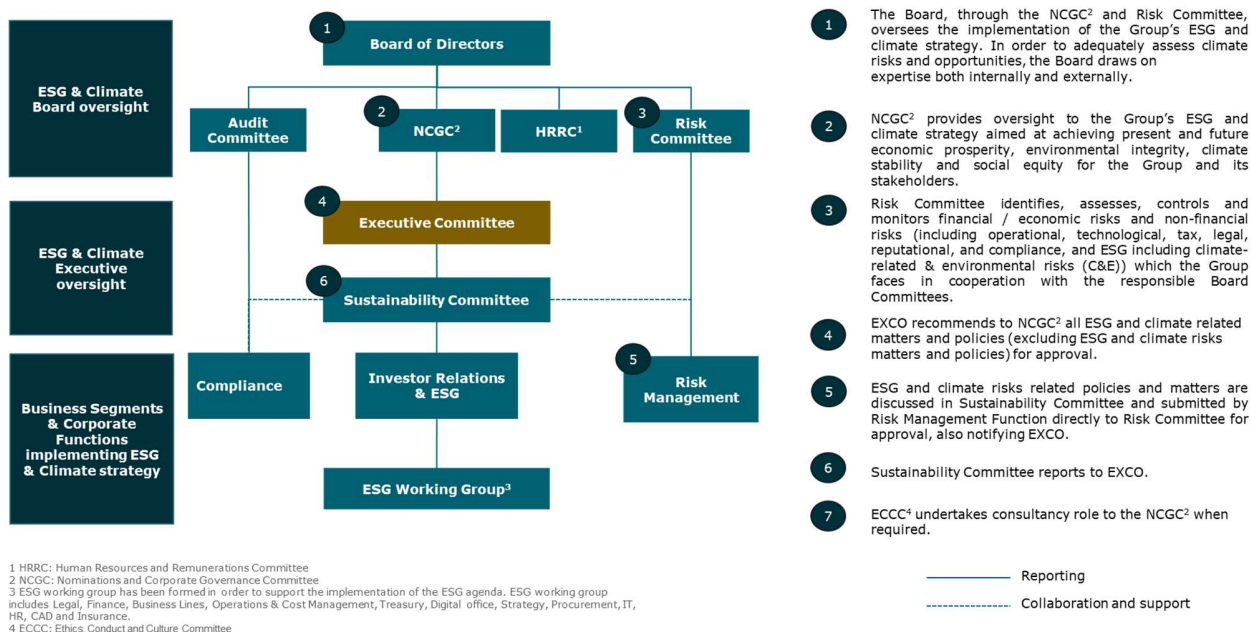 ESG & Climate
Board oversight
ESG & Climate
Executive
oversight
Business Segments
& Corporate
Functions
implementing ESG
& Climate strategy
1
Board of Directors
Audit
Committee
2
NCGC²
HRRC¹
3
Risk
Committee
4
Executive Committee
6
Sustainability Committee
Compliance
Investor Relations
& ESG
5
Risk
Management
ESG Working Group³
1
The Board, through the NCGC² and Risk Committee,
oversees the implementation of the Group's ESG and
climate strategy. In order to adequately assess climate
risks and opportunities, the Board draws on
expertise both internally and externally.
2
NCGC² provides oversight to the Group's ESG and
climate strategy aimed at achieving present and future
economic prosperity, environmental integrity, climate
stability and social equity for the Group and its
stakeholders.
3
Risk Committee identifies, assesses, controls and
monitors financial / economic risks and non-financial
risks (including operational, technological, tax, legal,
reputational, and compliance, and ESG including climate-
related & environmental risks (C&E)) which the Group
faces in cooperation with the responsible Board
Committees.
4
EXCO recommends to NCGC² all ESG and climate related
matters and policies (excluding ESG and climate risks
matters and policies) for approval.
5
ESG and climate risks related policies and matters are
discussed in Sustainability Committee and submitted by
Risk Management Function directly to Risk Committee for
approval, also notifying EXCO.
6
Sustainability Committee reports to EXCO.
7
ECCC⁴ undertakes consultancy role to the NCGC² when
required.
Reporting
Collaboration and support
1 HRRC: Human Resources and Remunerations Committee
2 NCGC: Nominations and Corporate Governance Committee
3 ESG working group has been formed in order to support the implementation of the ESG agenda. ESG working group
includes Legal, Finance, Business Lines, Operations & Cost Management, Treasury, Digital office, Strategy, Procurement, IT,
HR, CAD and Insurance.
4 ECCC: Ethics, Conduct and Culture Committee